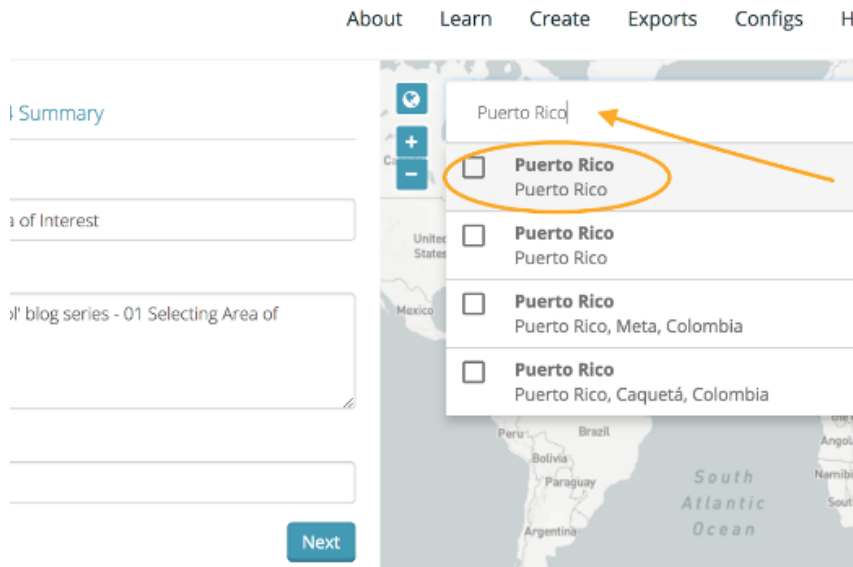 About Learn Create Exports Configs H
4 Summary
a of Interest
ol' blog series - 01 Selecting Area of
Next
Puerto Rico
Puerto Rico
Puerto Rico
Puerto Rico
Puerto Rico
Puerto Rico
Puerto Rico, Meta, Colombia
Puerto Rico
Puerto Rico, Caquetá, Colombia
United
States
Mexico
Peru
Brazil
Bolivia
Paraguay
Argentina
South
Atlantic
Ocean